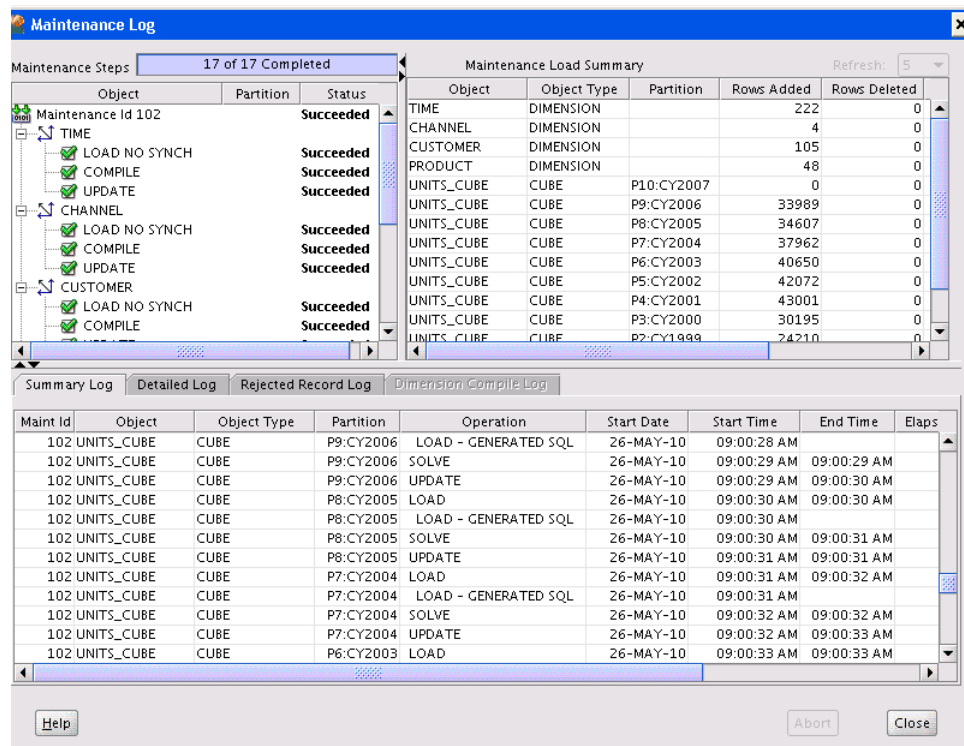 Maintenance Log
Maintenance Steps 17 of 17 Completed
Object Partition Status
Maintenance Id 102 Succeeded
TIME
LOAD NO SYNCH Succeeded
COMPILE Succeeded
UPDATE Succeeded
CHANNEL
LOAD NO SYNCH Succeeded
COMPILE Succeeded
UPDATE Succeeded
CUSTOMER
LOAD NO SYNCH Succeeded
COMPILE Succeeded
Maintenance Load Summary Refresh: 5
Object Object Type Partition Rows Added Rows Deleted
TIME DIMENSION 222 0
CHANNEL DIMENSION 4 0
CUSTOMER DIMENSION 105 0
PRODUCT DIMENSION 48 0
UNITS_CUBE CUBE P10:CY2007 0 0
UNITS_CUBE CUBE P9:CY2006 33989 0
UNITS_CUBE CUBE P8:CY2005 34607 0
UNITS_CUBE CUBE P7:CY2004 37962 0
UNITS_CUBE CUBE P6:CY2003 40650 0
UNITS_CUBE CUBE P5:CY2002 42072 0
UNITS_CUBE CUBE P4:CY2001 43001 0
UNITS_CUBE CUBE P3:CY2000 30195 0
UNITS_CUBE CUBE P2:CY1999 24210 0
Summary Log Detailed Log Rejected Record Log Dimension Compile Log
Maint Id Object Object Type Partition Operation Start Date Start Time End Time Elaps
102 UNITS_CUBE CUBE P9:CY2006 LOAD - GENERATED SQL 26-MAY-10 09:00:28 AM
102 UNITS_CUBE CUBE P9:CY2006 SOLVE 26-MAY-10 09:00:29 AM 09:00:29 AM
102 UNITS_CUBE CUBE P9:CY2006 UPDATE 26-MAY-10 09:00:29 AM 09:00:30 AM
102 UNITS_CUBE CUBE P8:CY2005 LOAD 26-MAY-10 09:00:30 AM 09:00:30 AM
102 UNITS_CUBE CUBE P8:CY2005 LOAD - GENERATED SQL 26-MAY-10 09:00:30 AM
102 UNITS_CUBE CUBE P8:CY2005 SOLVE 26-MAY-10 09:00:30 AM 09:00:31 AM
102 UNITS_CUBE CUBE P8:CY2005 UPDATE 26-MAY-10 09:00:31 AM 09:00:31 AM
102 UNITS_CUBE CUBE P7:CY2004 LOAD 26-MAY-10 09:00:31 AM 09:00:32 AM
102 UNITS_CUBE CUBE P7:CY2004 LOAD - GENERATED SQL 26-MAY-10 09:00:31 AM
102 UNITS_CUBE CUBE P7:CY2004 SOLVE 26-MAY-10 09:00:32 AM 09:00:32 AM
102 UNITS_CUBE CUBE P7:CY2004 UPDATE 26-MAY-10 09:00:32 AM 09:00:33 AM
102 UNITS_CUBE CUBE P6:CY2003 LOAD 26-MAY-10 09:00:33 AM 09:00:33 AM
Help Abort Close